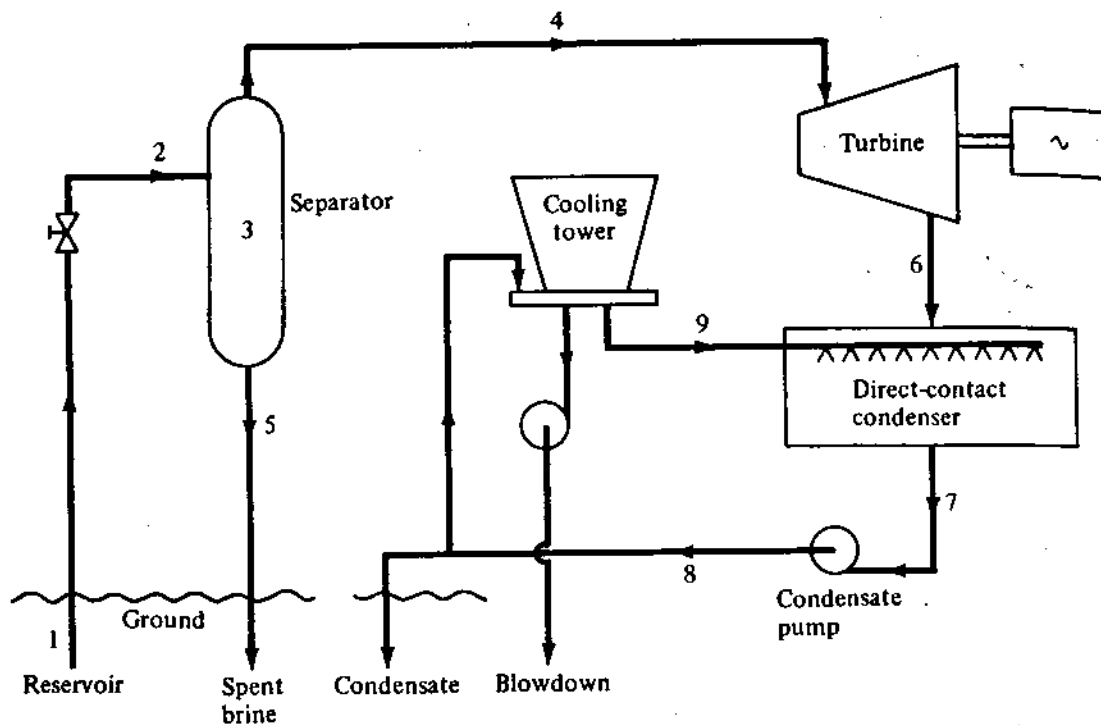 4
2
Separator
3
Turbine
~
Cooling
tower
6
9
Direct-contact
condenser
5
7
8
Condensate
pump
Ground
1
Reservoir
Spent
brine
Condensate
Blowdown